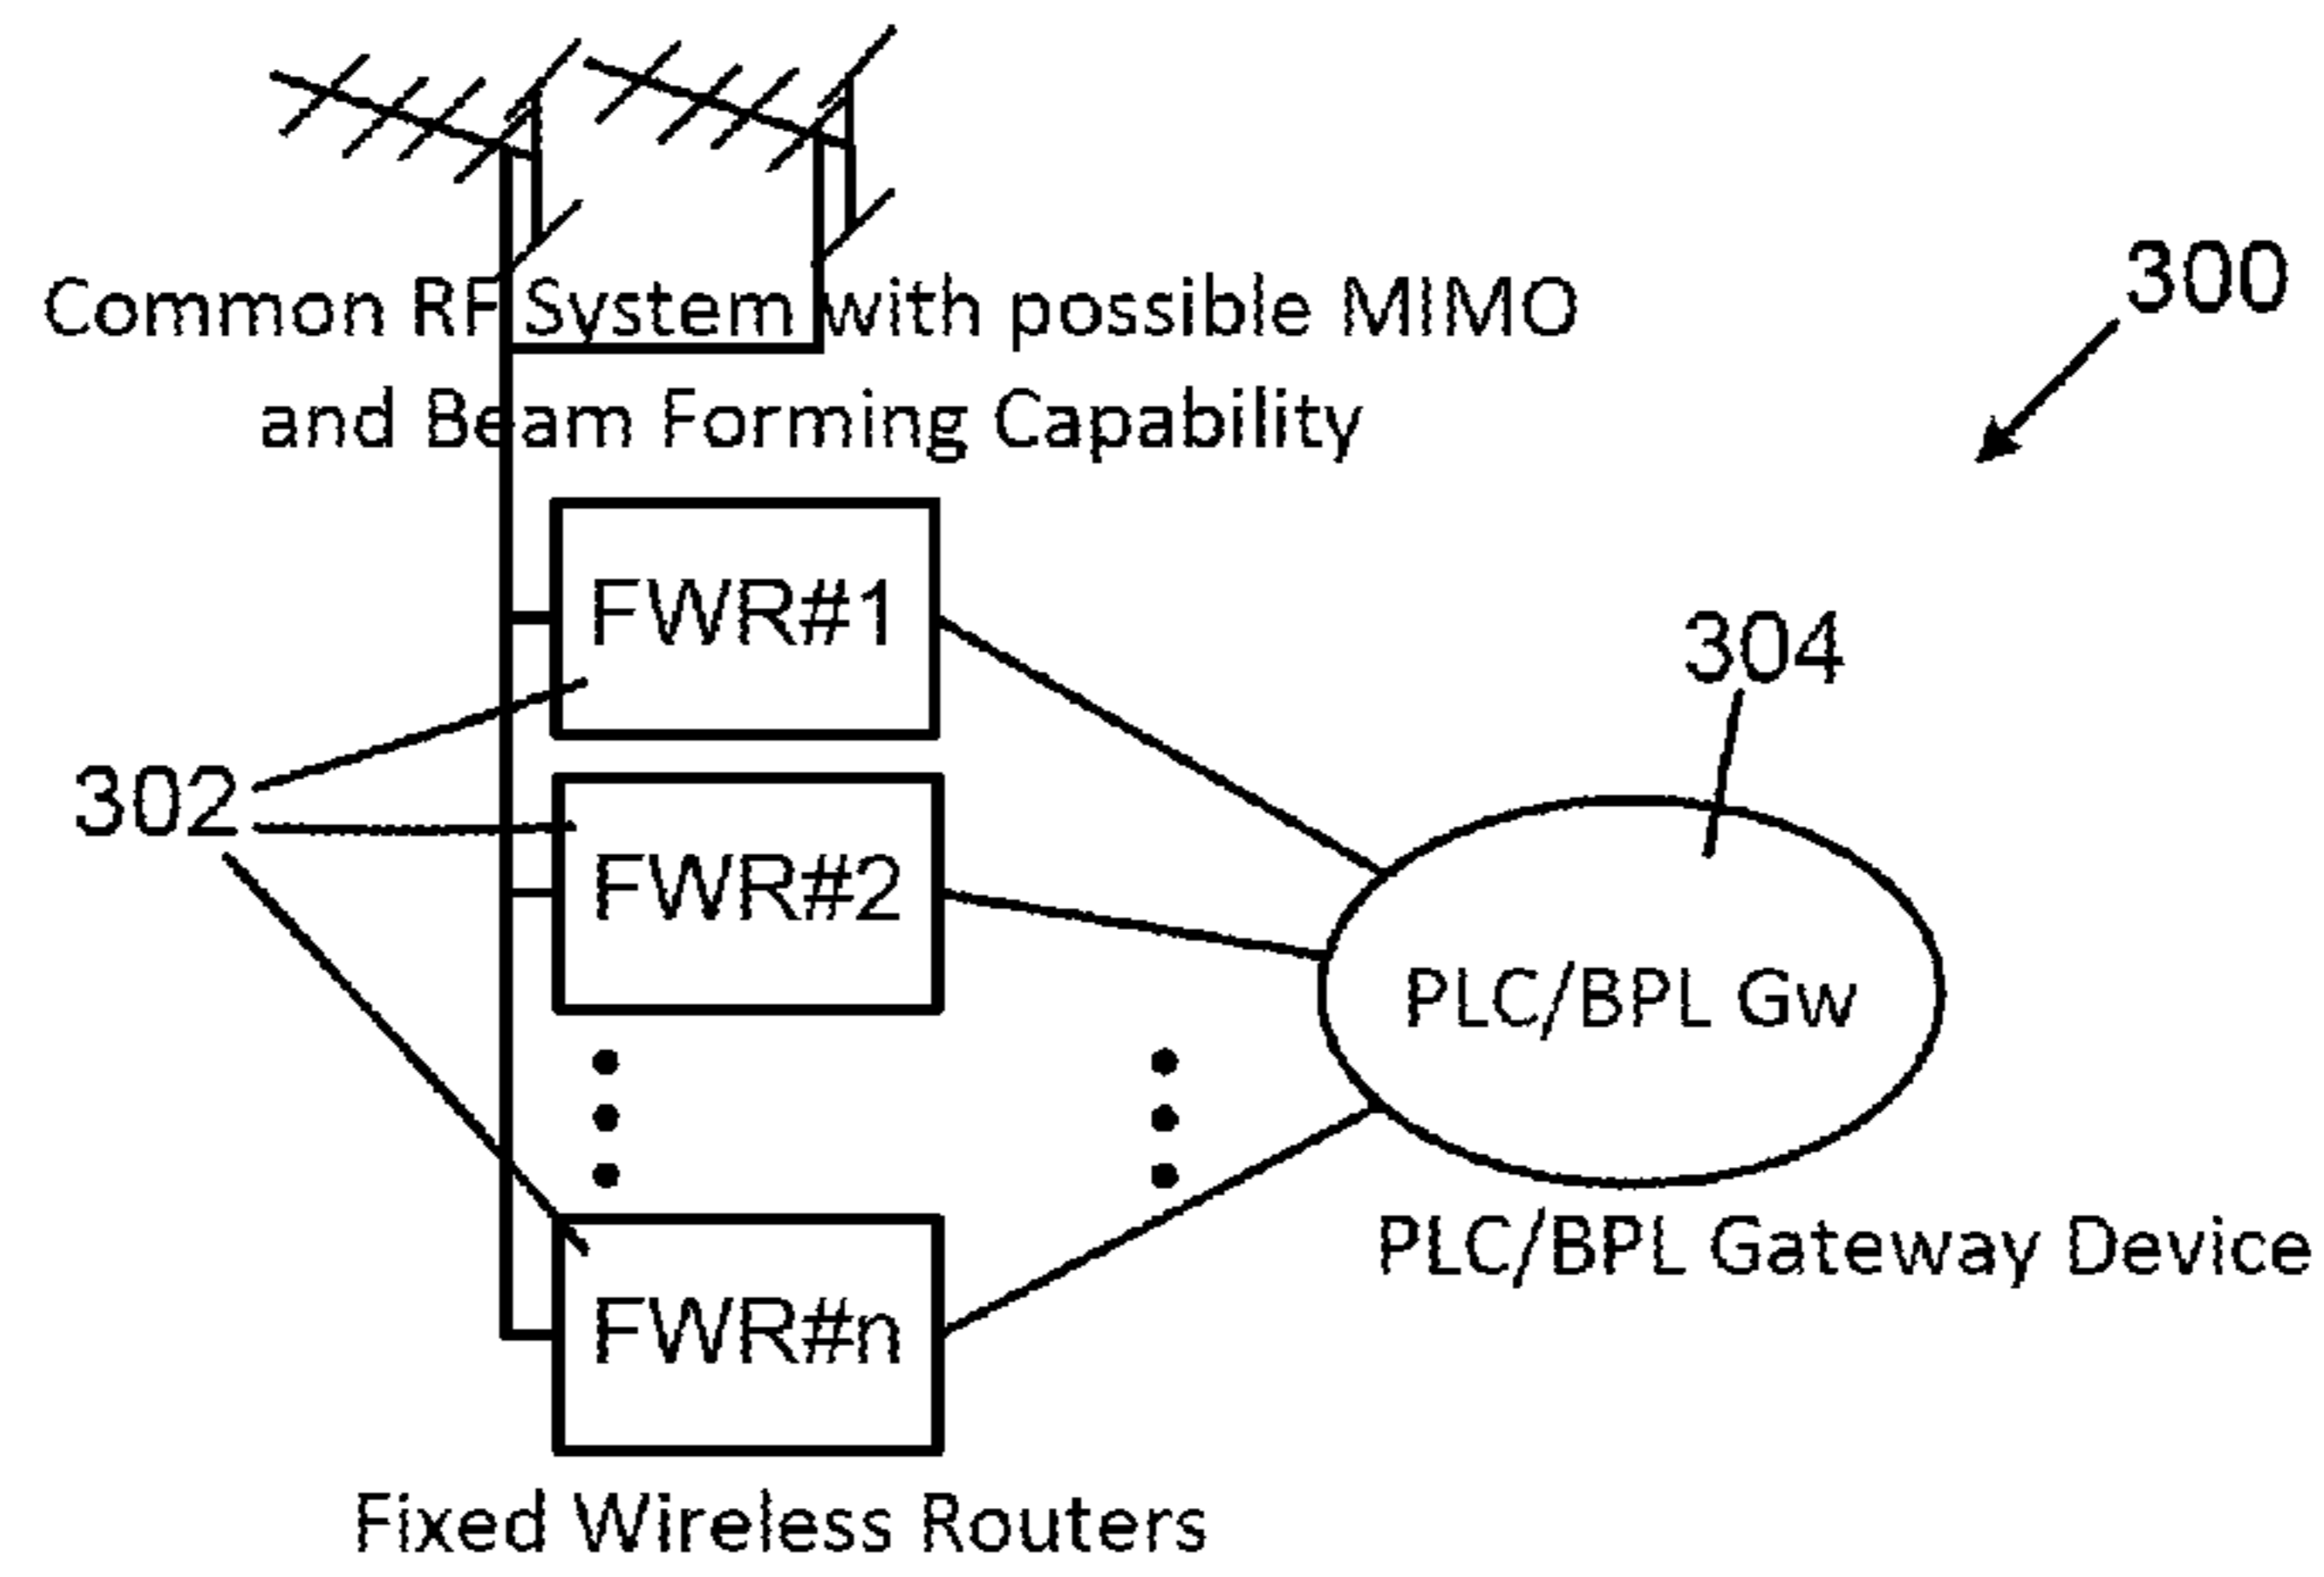 Common RF System with possible MIMO
and Beam Forming Capability
300
FWR#1
304
302
FWR#2
PLC/BPL Gw
PLC/BPL Gateway Device
FWR#n
Fixed Wireless Routers